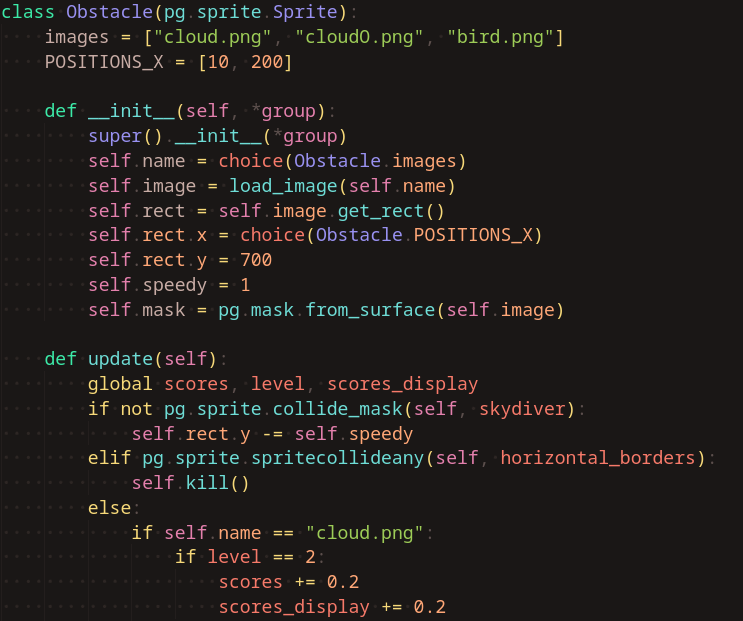 class Obstacle(pg.sprite.Sprite):
    images = ["cloud.png", "cloudO.png", "bird.png"]
    POSITIONS_X = [10, 200]

    def __init__(self, *group):
        super().__init__(*group)
        self.name = choice(Obstacle.images)
        self.image = load_image(self.name)
        self.rect = self.image.get_rect()
        self.rect.x = choice(Obstacle.POSITIONS_X)
        self.rect.y = 700
        self.speedy = 1
        self.mask = pg.mask.from_surface(self.image)

    def update(self):
        global scores, level, scores_display
        if not pg.sprite.collide_mask(self, skydiver):
            self.rect.y -= self.speedy
        elif pg.sprite.spritecollideany(self, horizontal_borders):
            self.kill()
        else:
            if self.name == "cloud.png":
                if level == 2:
                    scores += 0.2
                    scores_display += 0.2